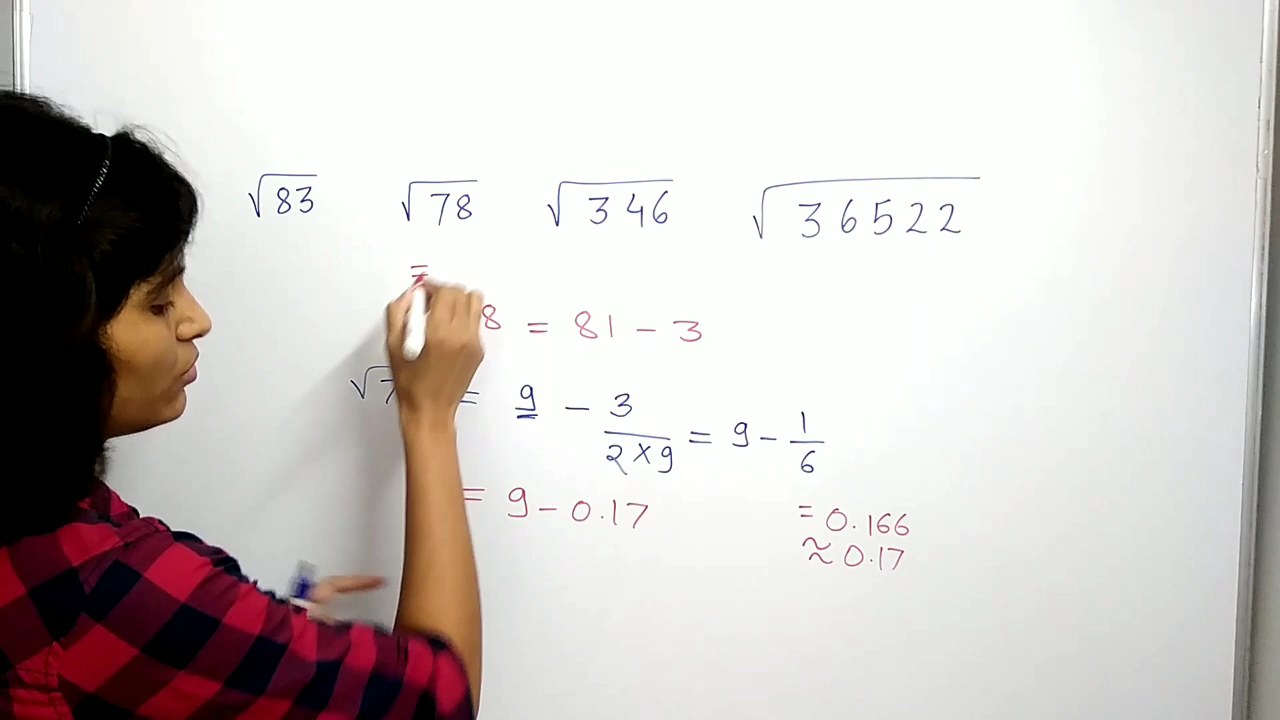 √83 √78 √346 √36522
=
8 = 81 - 3
√7 = 9 - 3/(2×9) = 9 - 1/6
= 9 - 0.17 = 0.166
≈ 0.17